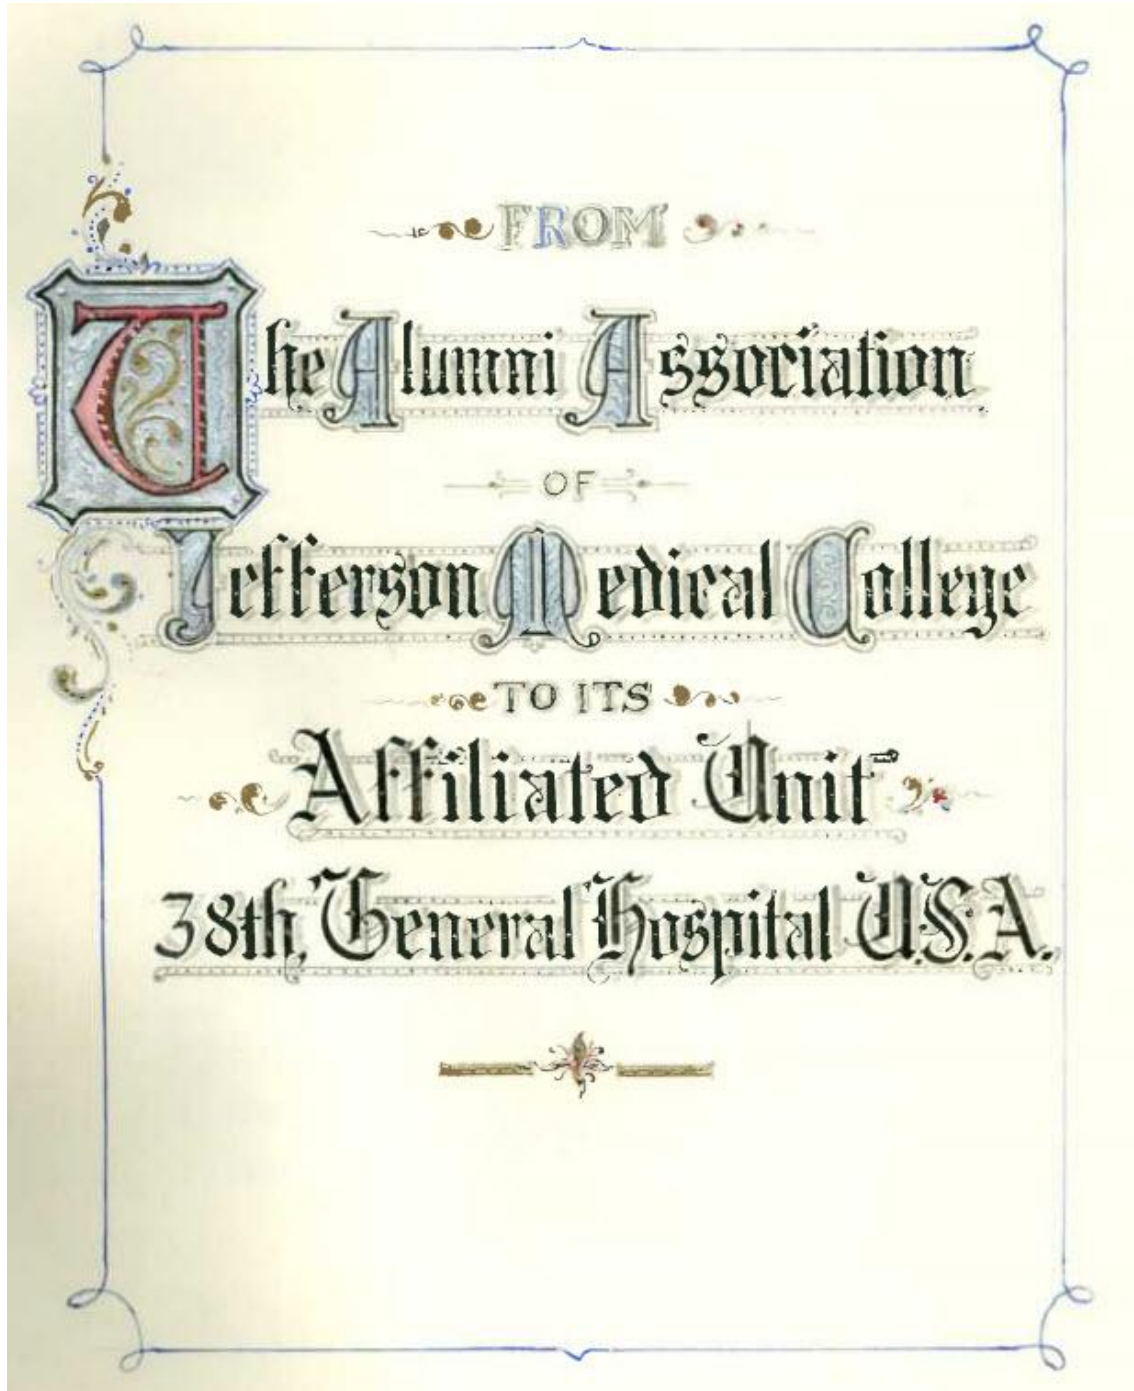 FROM
The Alumni Association
OF
Jefferson Medical College
TO ITS
Affiliated Unit
38th, General Hospital U.S.A.